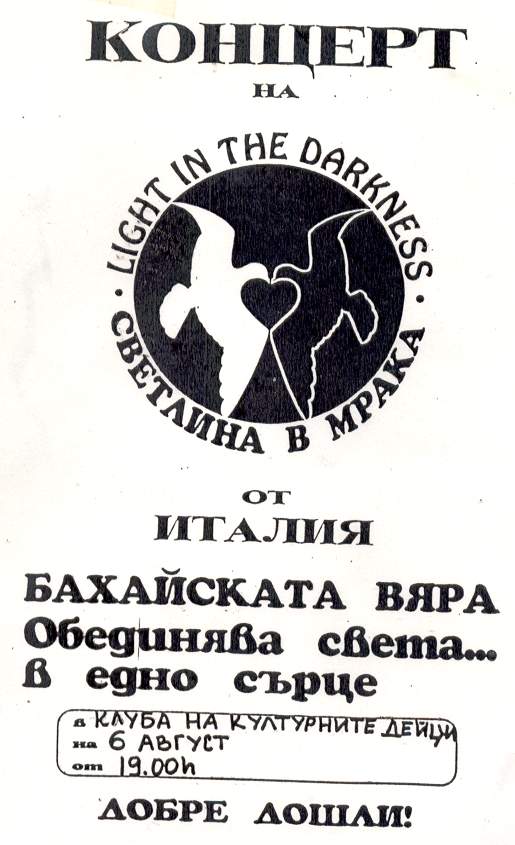 КОНЦЕРТ
НА
· LIGHT IN THE DARKNESS ·
СВЕТЛИНА В МРАКА
ОТ
ИТАЛИЯ
БАХАЙСКАТА ВЯРА
Обединява света...
в едно сърце
в КЛУБА НА КУЛТУРНИТЕ ДЕЙЦИ
на 6 АВГУСТ
от 19.00h
ДОБРЕ ДОШЛИ!